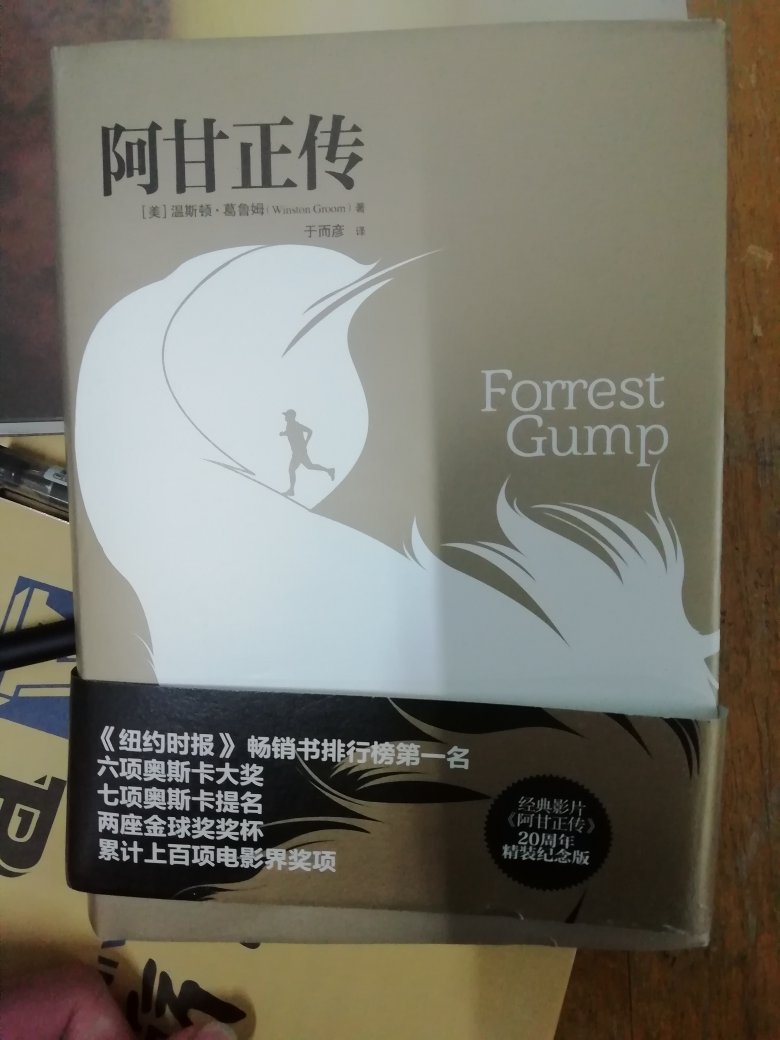 阿甘正传
[美]温斯顿·葛鲁姆(Winston Groom) 著
于而彦 译
Forrest
Gump
《纽约时报》畅销书排行榜第一名
六项奥斯卡大奖
七项奥斯卡提名
两座金球奖奖杯
累计上百项电影界奖项
经典影片
《阿甘正传》
20周年
精装纪念版